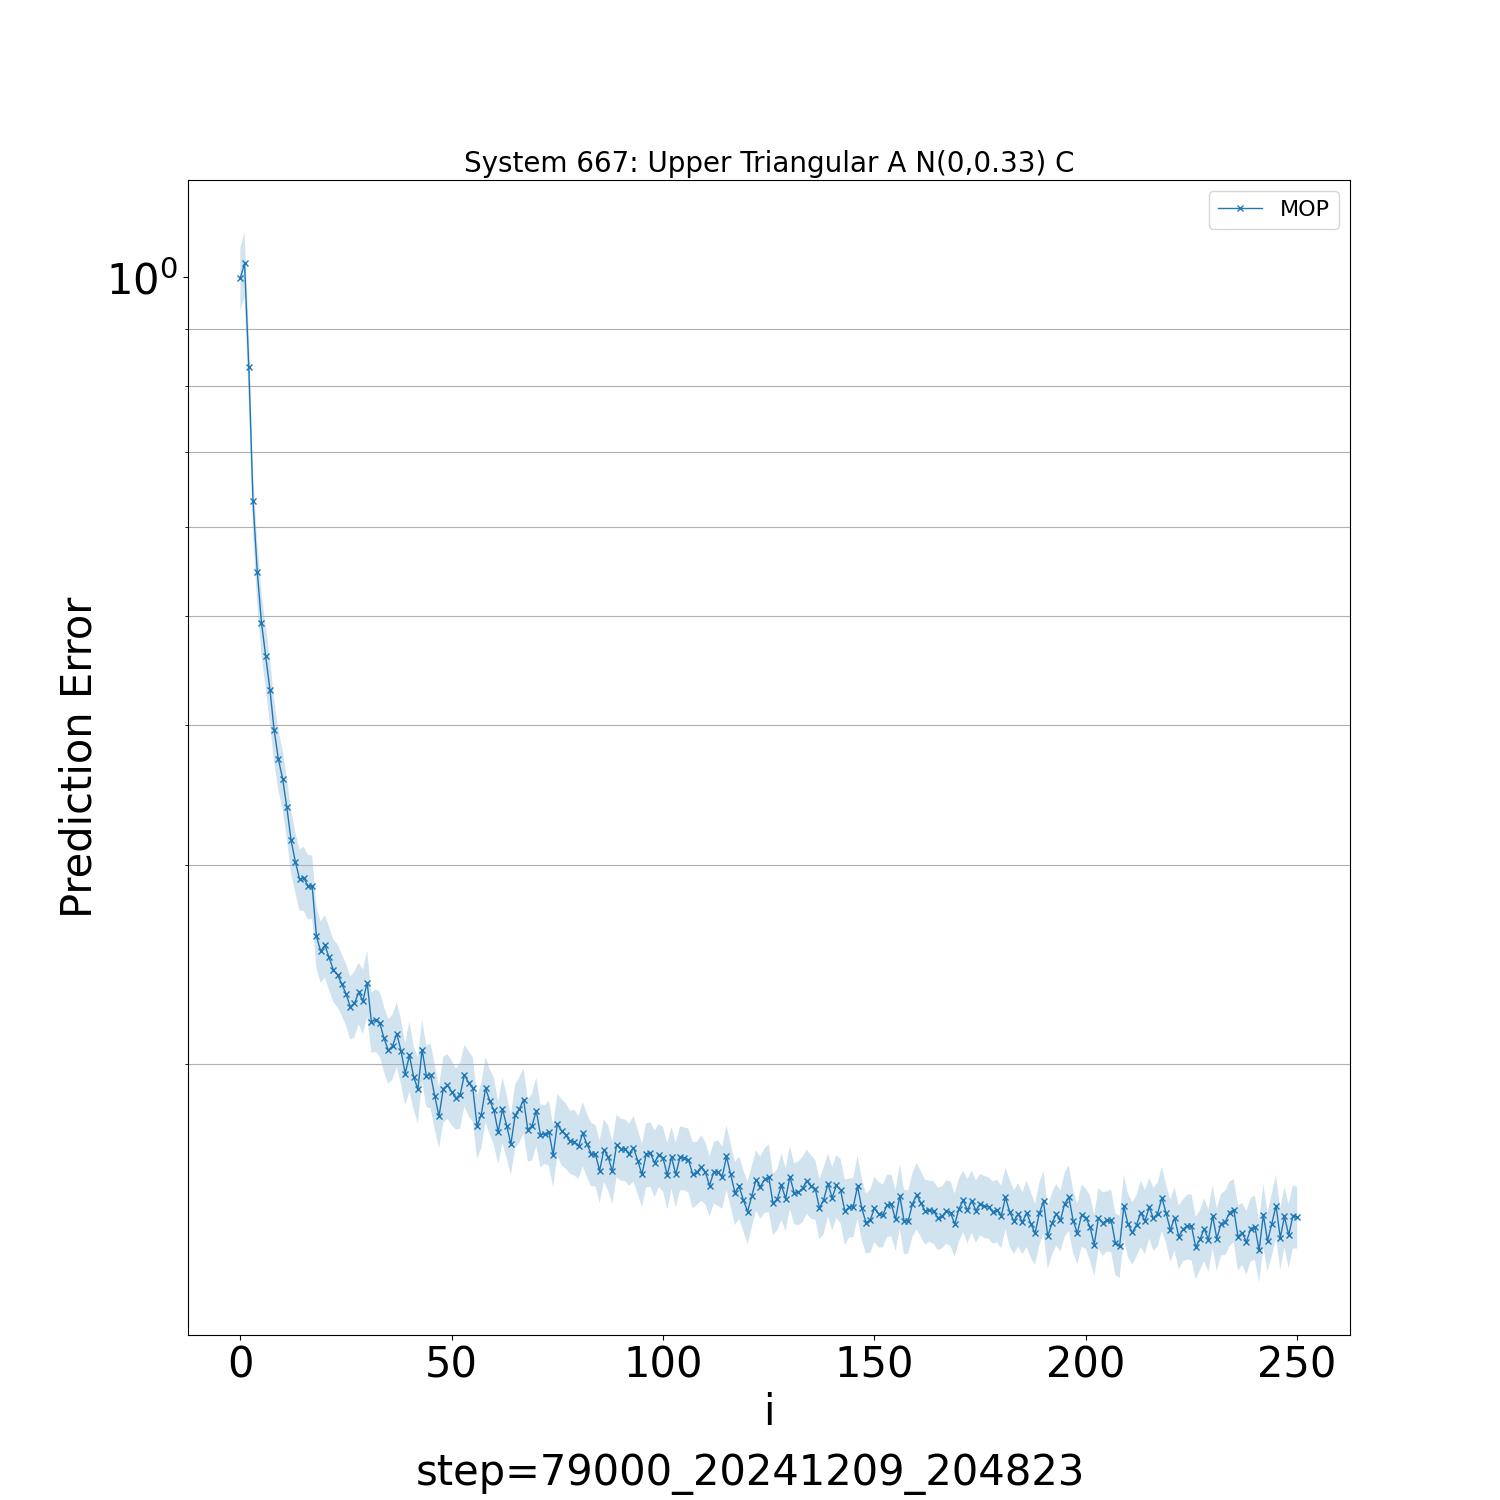 System 667: Upper Triangular A N(0,0.33) C
MOP
10⁰
Prediction Error
0 50 100 150 200 250
i
step=79000_20241209_204823